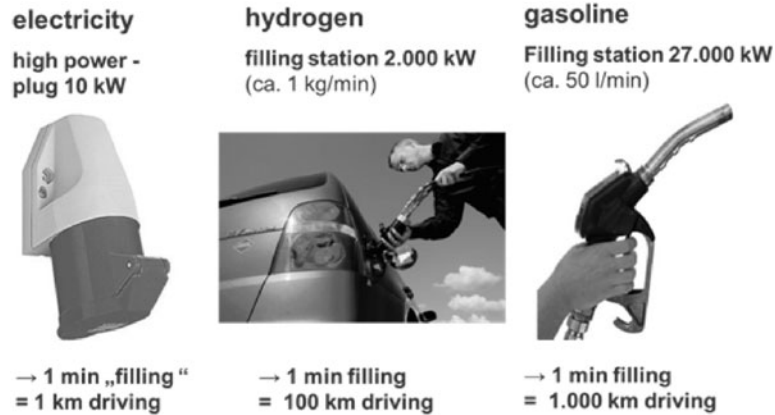 electricity
high power -
plug 10 kW
→ 1 min „filling “
= 1 km driving
hydrogen
filling station 2.000 kW
(ca. 1 kg/min)
→ 1 min filling
= 100 km driving
gasoline
Filling station 27.000 kW
(ca. 50 l/min)
→ 1 min filling
= 1.000 km driving